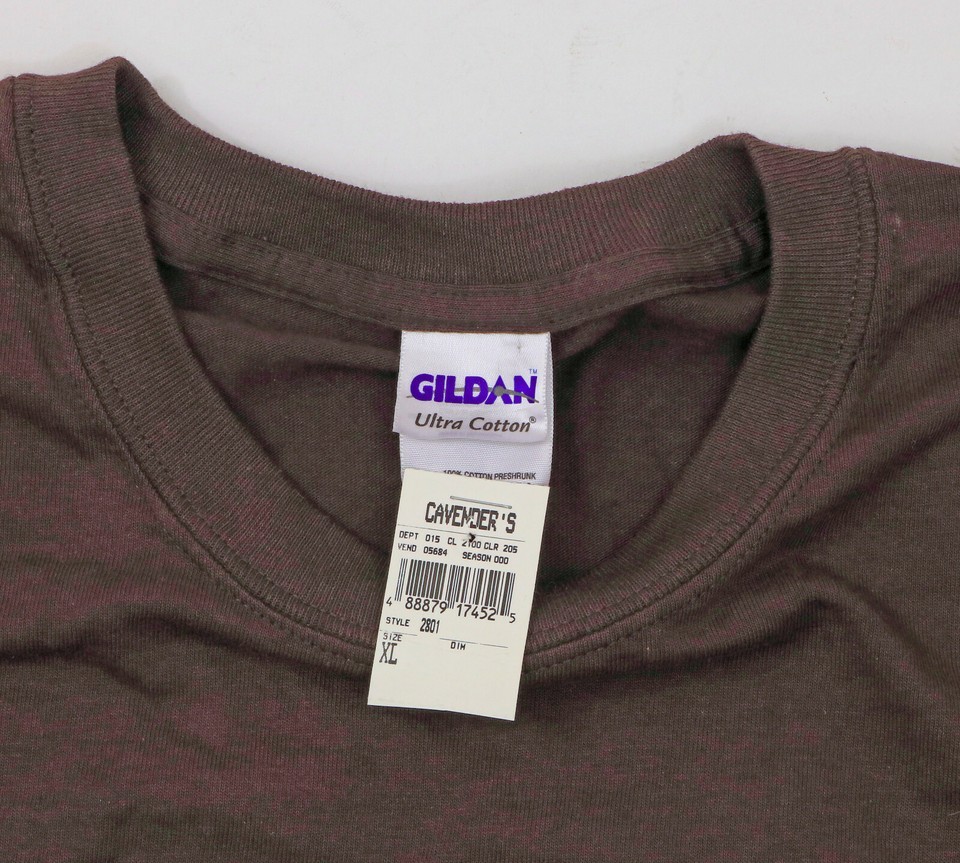 GILDAN™
Ultra Cotton®
100% COTTON PRESHRUNK
CAVENDER'S
DEPT 015 CL 2100 CLR 205
VEND 05684 SEASON 000
4 88879 17452 5
STYLE 2801
SIZE DIM
XL